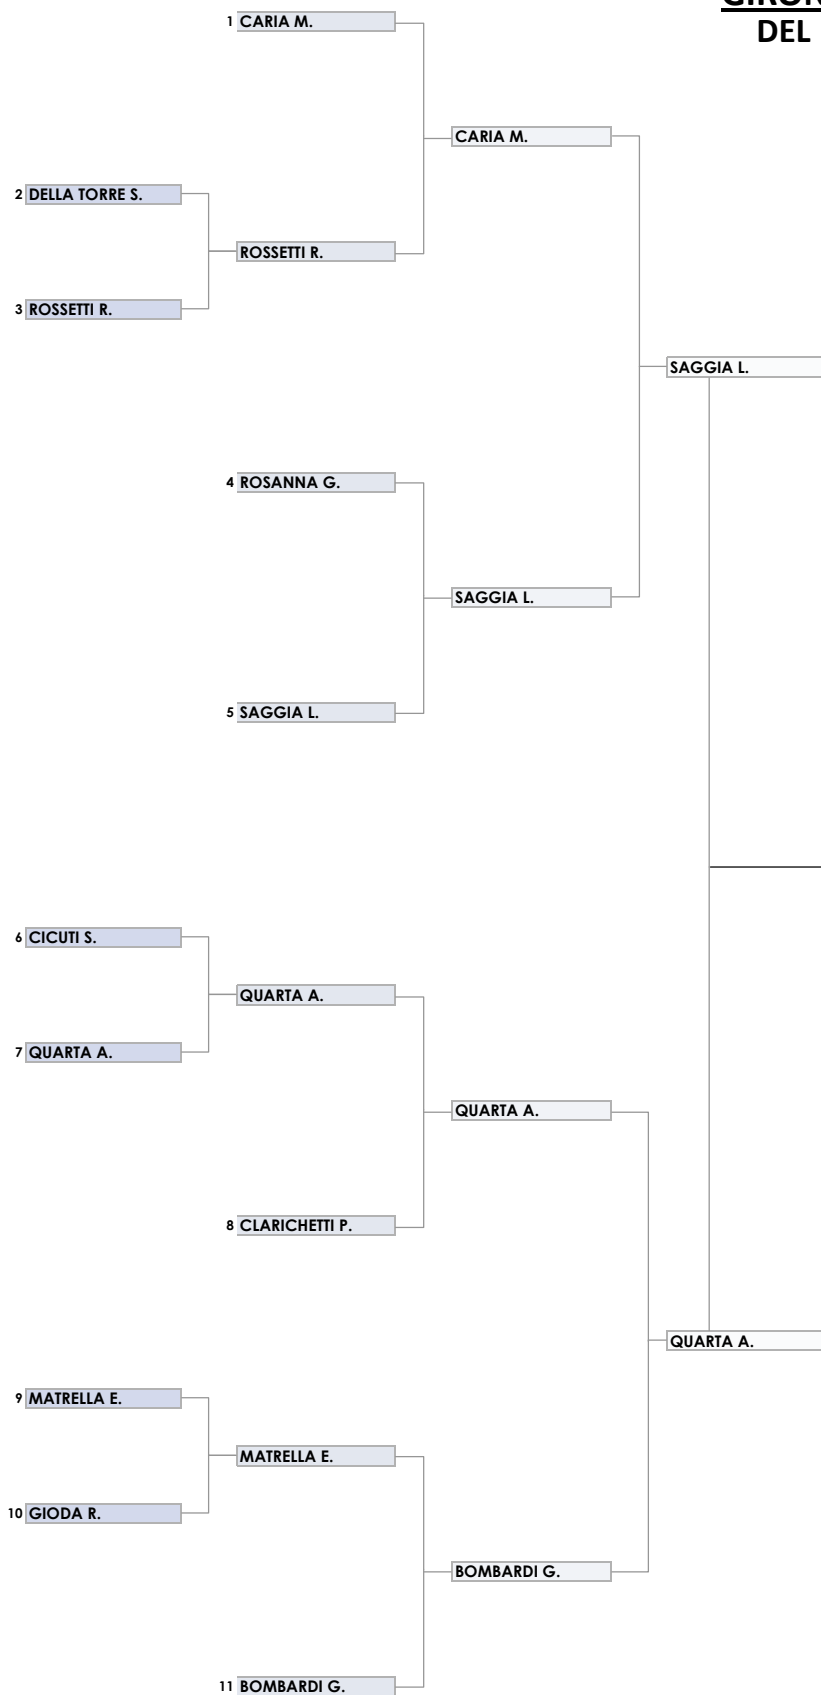 DEL
1 CARIA M.
CARIA M.
2 DELLA TORRE S.
ROSSETTI R.
3 ROSSETTI R.
SAGGIA L.
4 ROSANNA G.
SAGGIA L.
5 SAGGIA L.
6 CICUTI S.
QUARTA A.
7 QUARTA A.
QUARTA A.
8 CLARICHETTI P.
QUARTA A.
9 MATRELLA E.
MATRELLA E.
10 GIODA R.
BOMBARDI G.
11 BOMBARDI G.